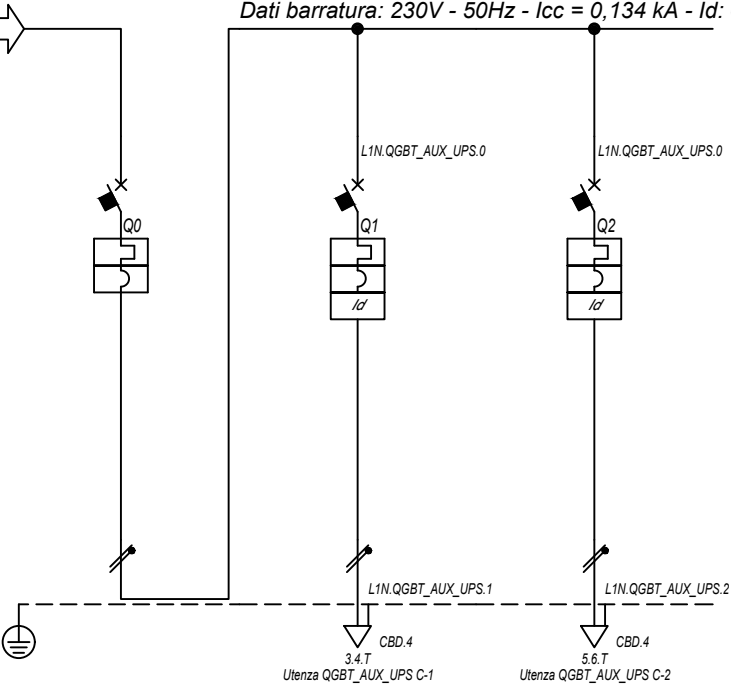 Dati barratura: 230V - 50Hz - Icc = 0,134 kA - Id:
L1N.QGBT_AUX_UPS.0
L1N.QGBT_AUX_UPS.0
Q0
Q1
Q2
Id
Id
L1N.QGBT_AUX_UPS.1
L1N.QGBT_AUX_UPS.2
CBD.4
CBD.4
3.4.T
5.6.T
Utenza QGBT_AUX_UPS C-1
Utenza QGBT_AUX_UPS C-2